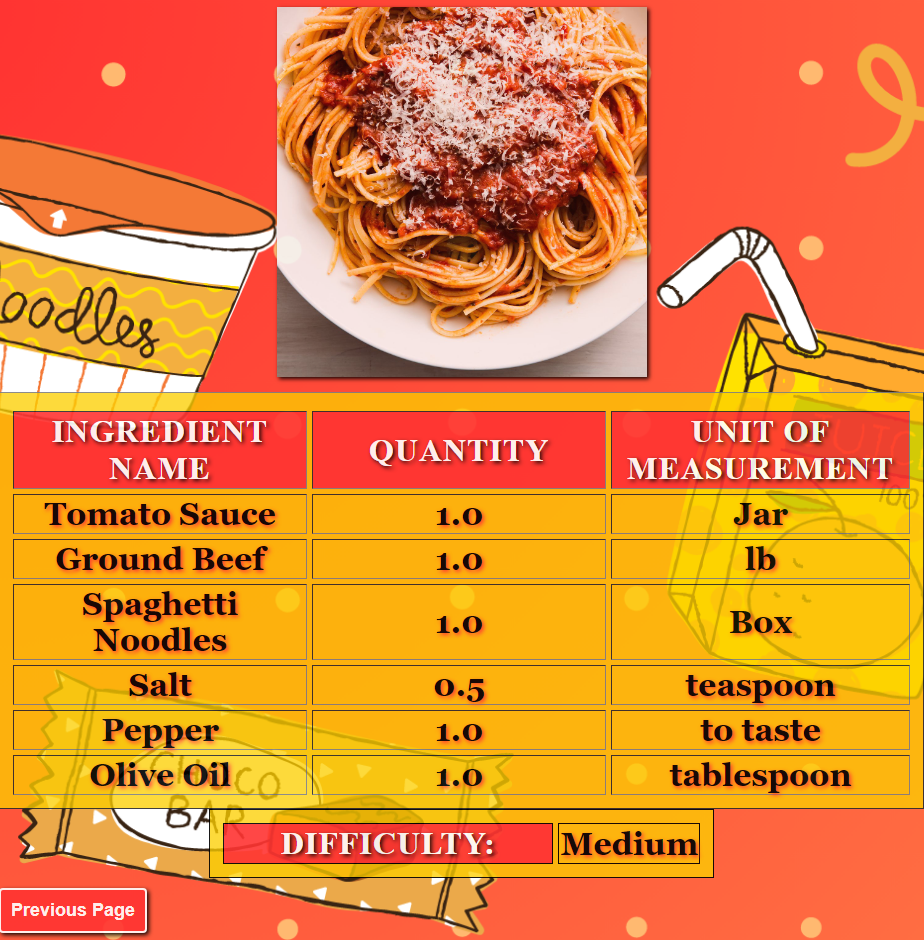 oodles
INGREDIENT NAME QUANTITY UNIT OF MEASUREMENT
Tomato Sauce 1.0 Jar
Ground Beef 1.0 lb
Spaghetti Noodles 1.0 Box
Salt 0.5 teaspoon
Pepper 1.0 to taste
Olive Oil 1.0 tablespoon
CHOCO
BAR
DIFFICULTY: Medium
Previous Page